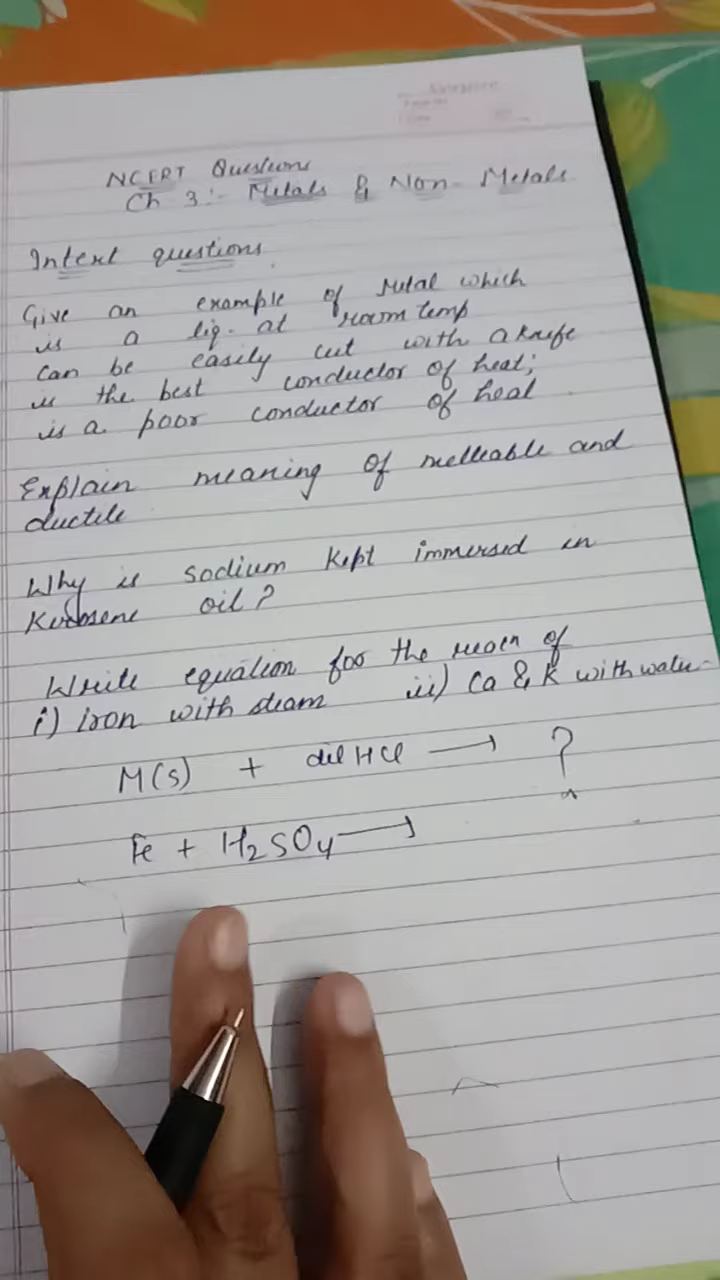 NCERT Questions
Ch 3:- Metals & Non-Metals
Intext questions
Give an example of Metal which
is a liq. at room temp
can be easily cut with a knife
is the best conductor of heat;
is a poor conductor of heat
Explain meaning of melleable and
ductile
Why is sodium kept immersed in
Kerosene oil?
Write equation for the reacn of
i) iron with steam ii) Ca & K with water
M(s) + dil HCl → ?
Fe + H2SO4 →